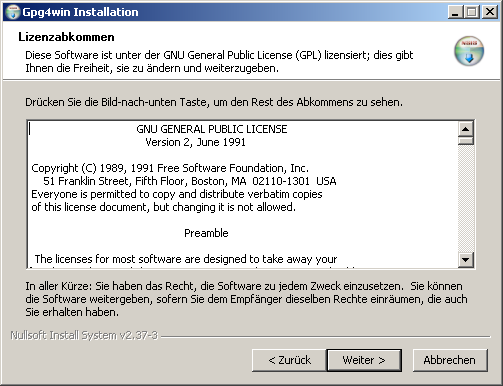 Gpg4win Installation
Lizenzabkommen
Diese Software ist unter der GNU General Public License (GPL) lizensiert; dies gibt
Ihnen die Freiheit, sie zu ändern und weiterzugeben.
Drücken Sie die Bild-nach-unten Taste, um den Rest des Abkommens zu sehen.
GNU GENERAL PUBLIC LICENSE
Version 2, June 1991
Copyright (C) 1989, 1991 Free Software Foundation, Inc.
51 Franklin Street, Fifth Floor, Boston, MA  02110-1301  USA
Everyone is permitted to copy and distribute verbatim copies
of this license document, but changing it is not allowed.
Preamble
The licenses for most software are designed to take away your
In aller Kürze: Sie haben das Recht, die Software zu jedem Zweck einzusetzen.  Sie können
die Software weitergeben, sofern Sie dem Empfänger dieselben Rechte einräumen, die auch
Sie erhalten haben.
Nullsoft Install System v2.37-3
< Zurück
Weiter >
Abbrechen